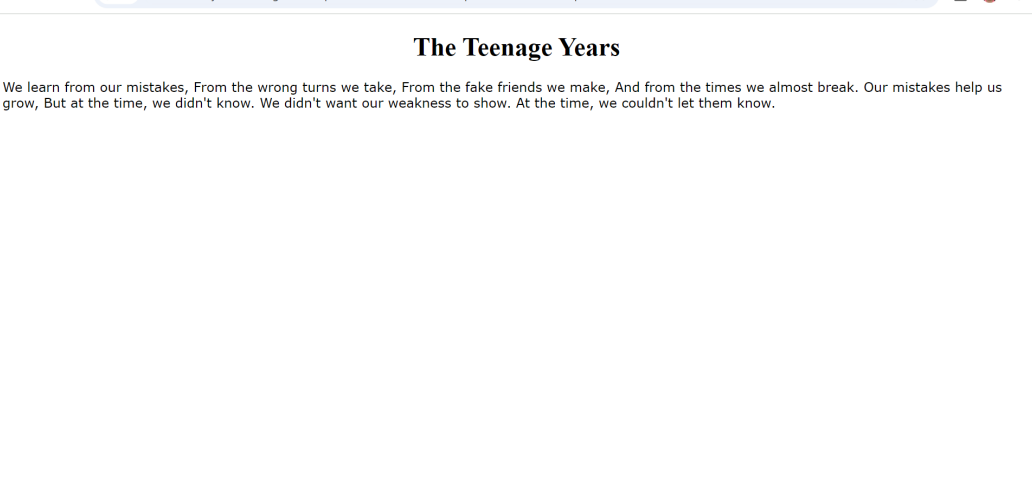 The Teenage Years
We learn from our mistakes, From the wrong turns we take, From the fake friends we make, And from the times we almost break. Our mistakes help us
grow, But at the time, we didn't know. We didn't want our weakness to show. At the time, we couldn't let them know.